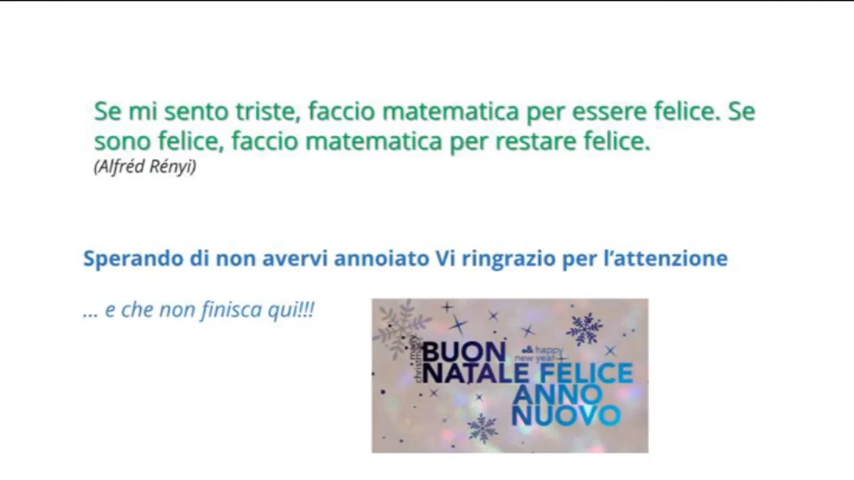 Se mi sento triste, faccio matematica per essere felice. Se
sono felice, faccio matematica per restare felice.
(Alfréd Rényi)
Sperando di non avervi annoiato Vi ringrazio per l'attenzione
... e che non finisca qui!!!
merry
christmas
BUON
& happy
new year
NATALE FELICE
ANNO
NUOVO